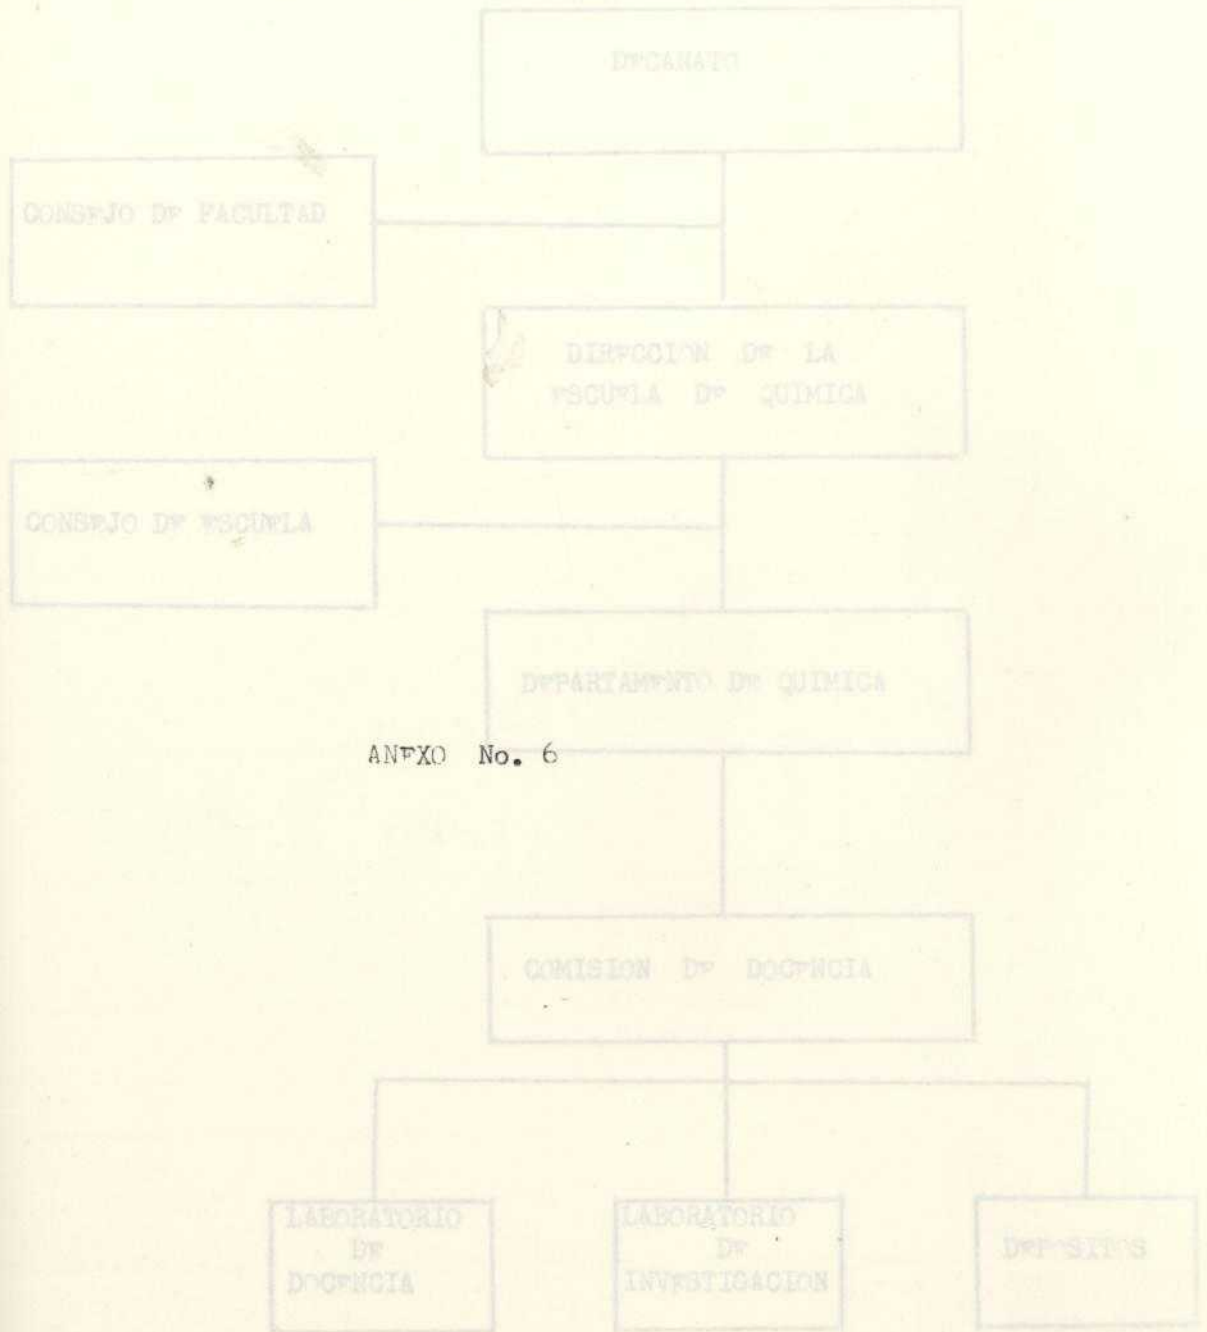 DECANATO
CONSEJO DE FACULTAD
DIRECCION DE LA
ESCUELA DE QUIMICA
CONSEJO DE ESCUELA
DEPARTAMENTO DE QUIMICA
ANEXO No. 6
COMISION DE DOCENCIA
LABORATORIO
DE
DOCENCIA
LABORATORIO
DE
INVESTIGACION
DEPOSITOS